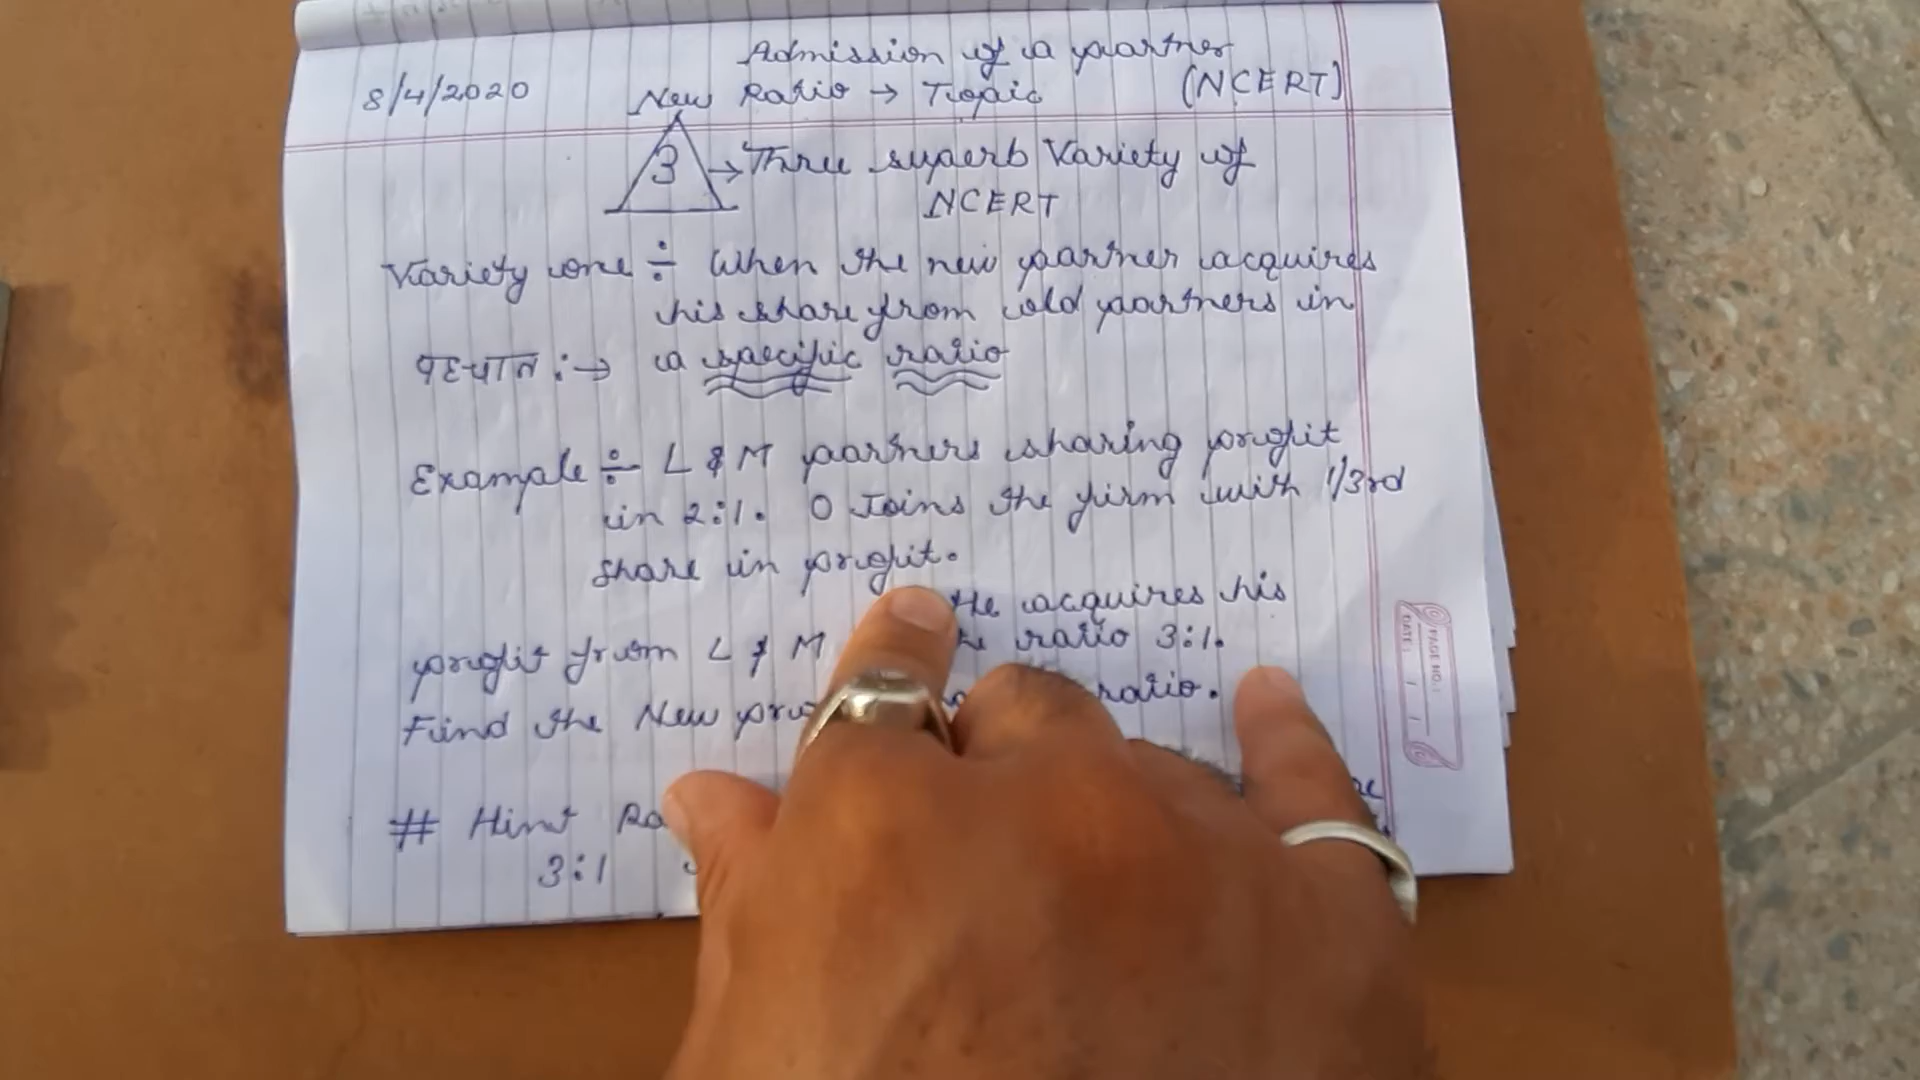 Admission of a partner
8/4/2020 New Ratio → Topic (NCERT)
3 → Three superb Variety of
NCERT
Variety one ÷ When the new partner acquires
his share from old partners in
पहचान :→ a specific ratio
Example ÷ L & M partners sharing profit
in 2:1. O Joins the firm with 1/3rd
share in profit.
He acquires his
profit from L & M ratio 3:1.
Find the New ratio.
# Hint
3:1
PAGE NO.:
DATE: / /